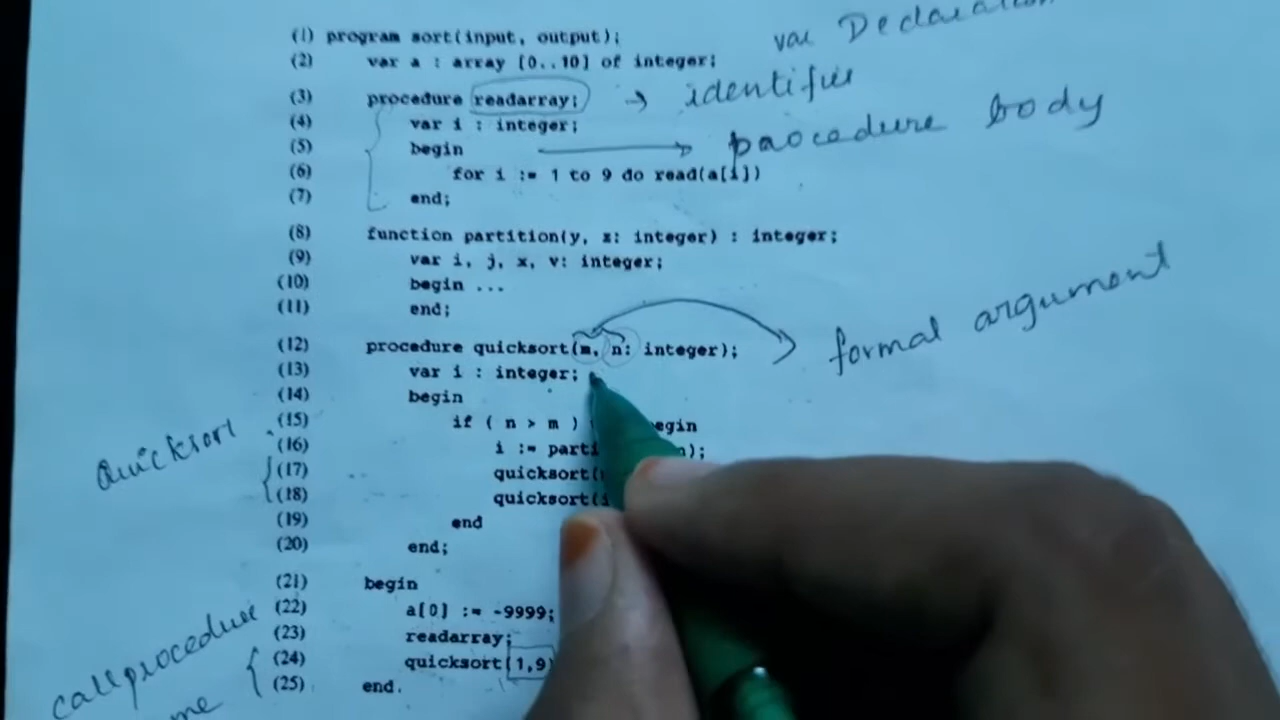 (1) program sort(input, output);
var
(2) var a : array [0..10] of integer;
(3) procedure readarray; → identifier
(4) var i : integer;
(5) begin → procedure body
(6) for i := 1 to 9 do read(a[i])
(7) end;
(8) function partition(y, z: integer) : integer;
(9) var i, j, x, v: integer;
(10) begin ...
(11) end;
(12) procedure quicksort(m, n: integer); formal argument
(13) var i : integer;
(14) begin
(15) if ( n > m ) begin
Quicksort
(16) i := parti n);
(17) quicksort(
(18) quicksort(i
(19) end
(20) end;
(21) begin
(22) a[0] := -9999;
(23) readarray;
callprocedure
(24) quicksort(1,9)
(25) end.